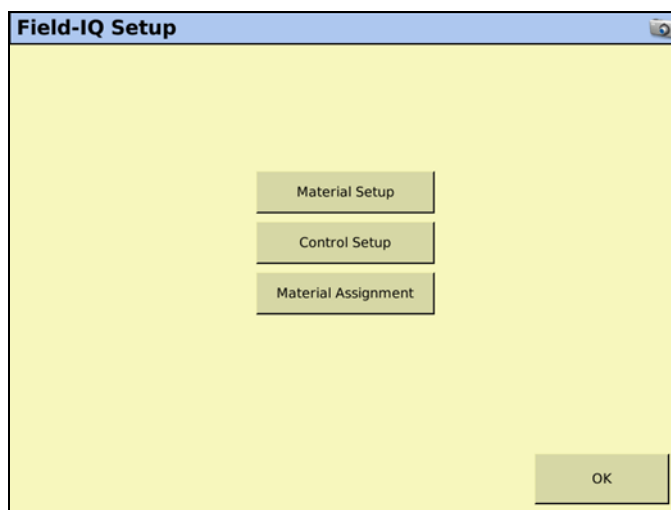 Field-IQ Setup
Material Setup
Control Setup
Material Assignment
OK